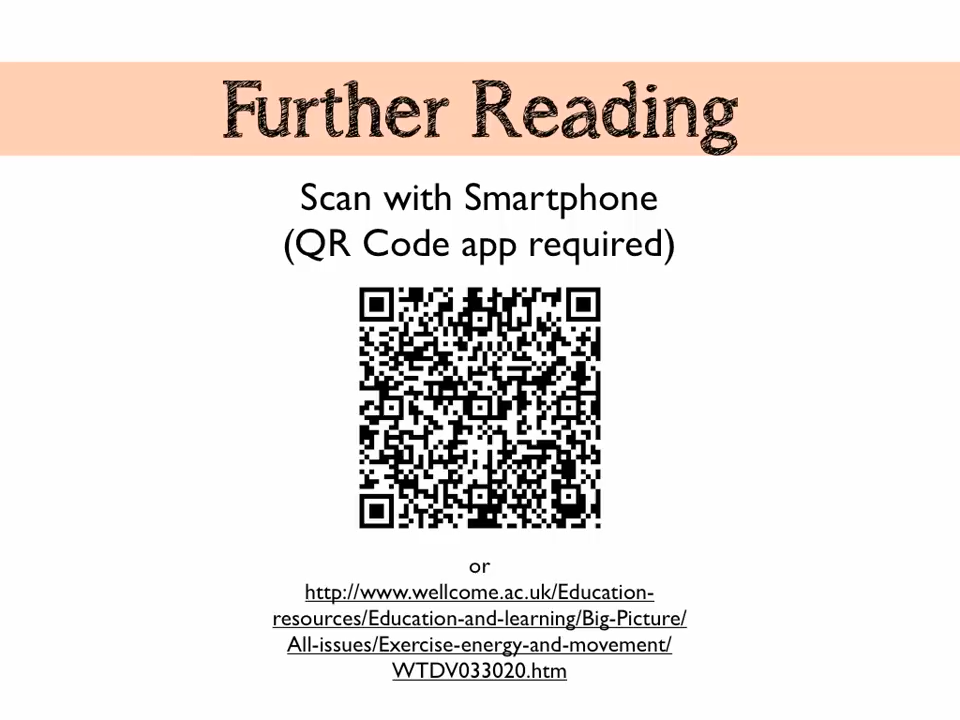 Further Reading
Scan with Smartphone
(QR Code app required)
or
http://www.wellcome.ac.uk/Education-
resources/Education-and-learning/Big-Picture/
All-issues/Exercise-energy-and-movement/
WTDV033020.htm